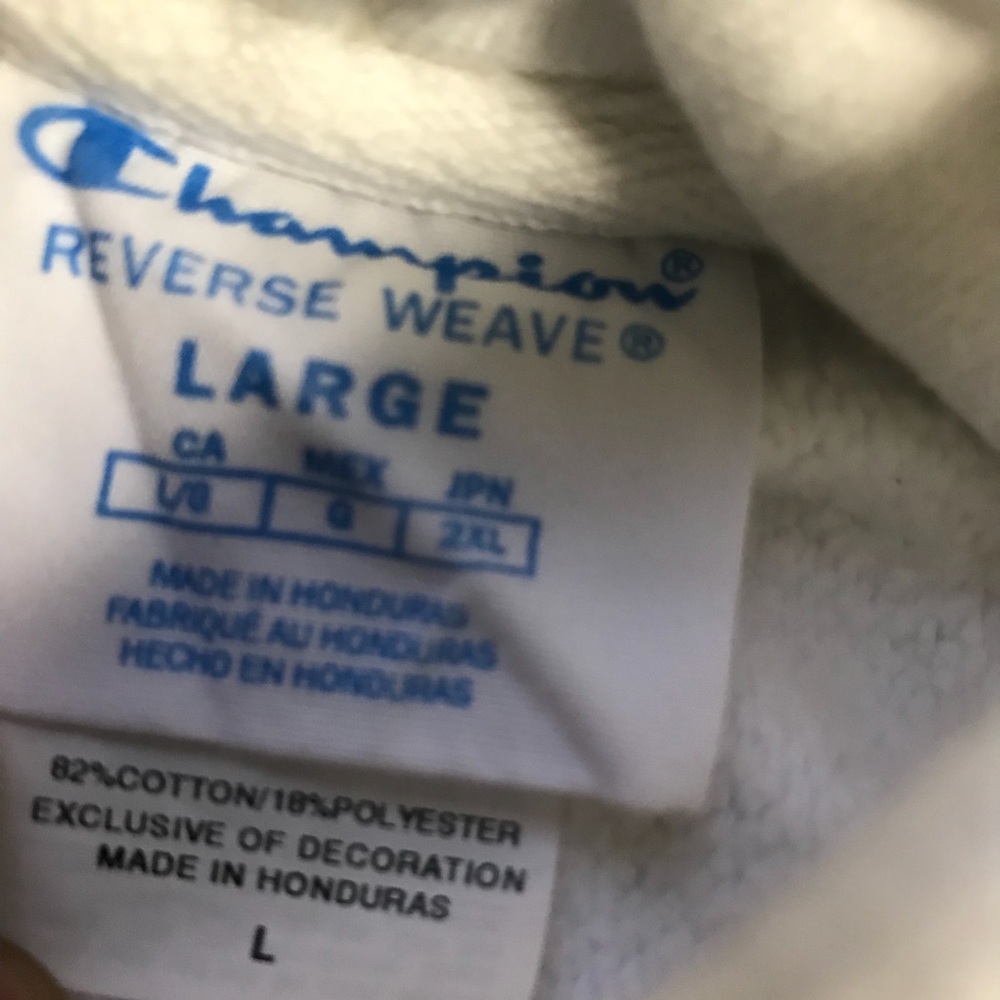 Champion®
REVERSE WEAVE®
LARGE
CA MEX JPN
L/G G 2XL
MADE IN HONDURAS
FABRIQUÉ AU HONDURAS
HECHO EN HONDURAS
82%COTTON/18%POLYESTER
EXCLUSIVE OF DECORATION
MADE IN HONDURAS
L